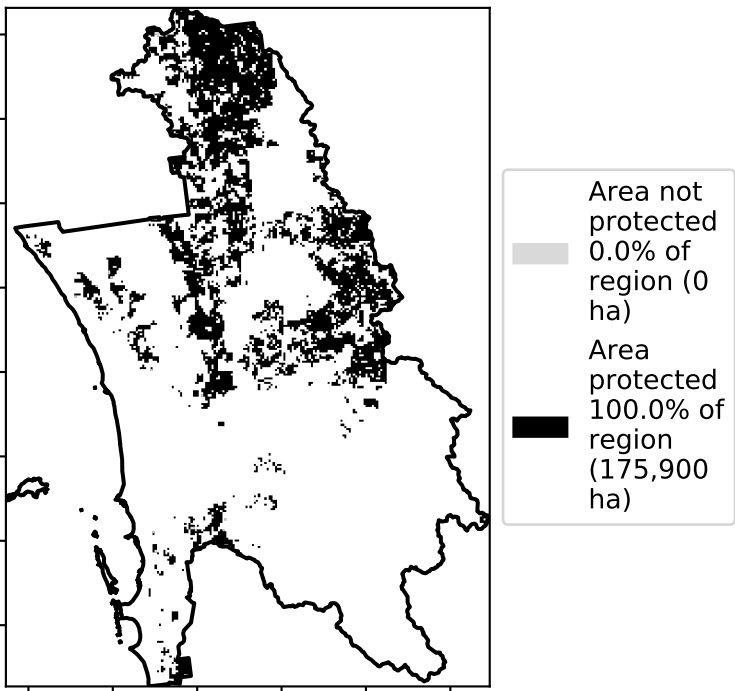 Area not
protected
0.0% of
region (0
ha)
Area
protected
100.0% of
region
(175,900
ha)